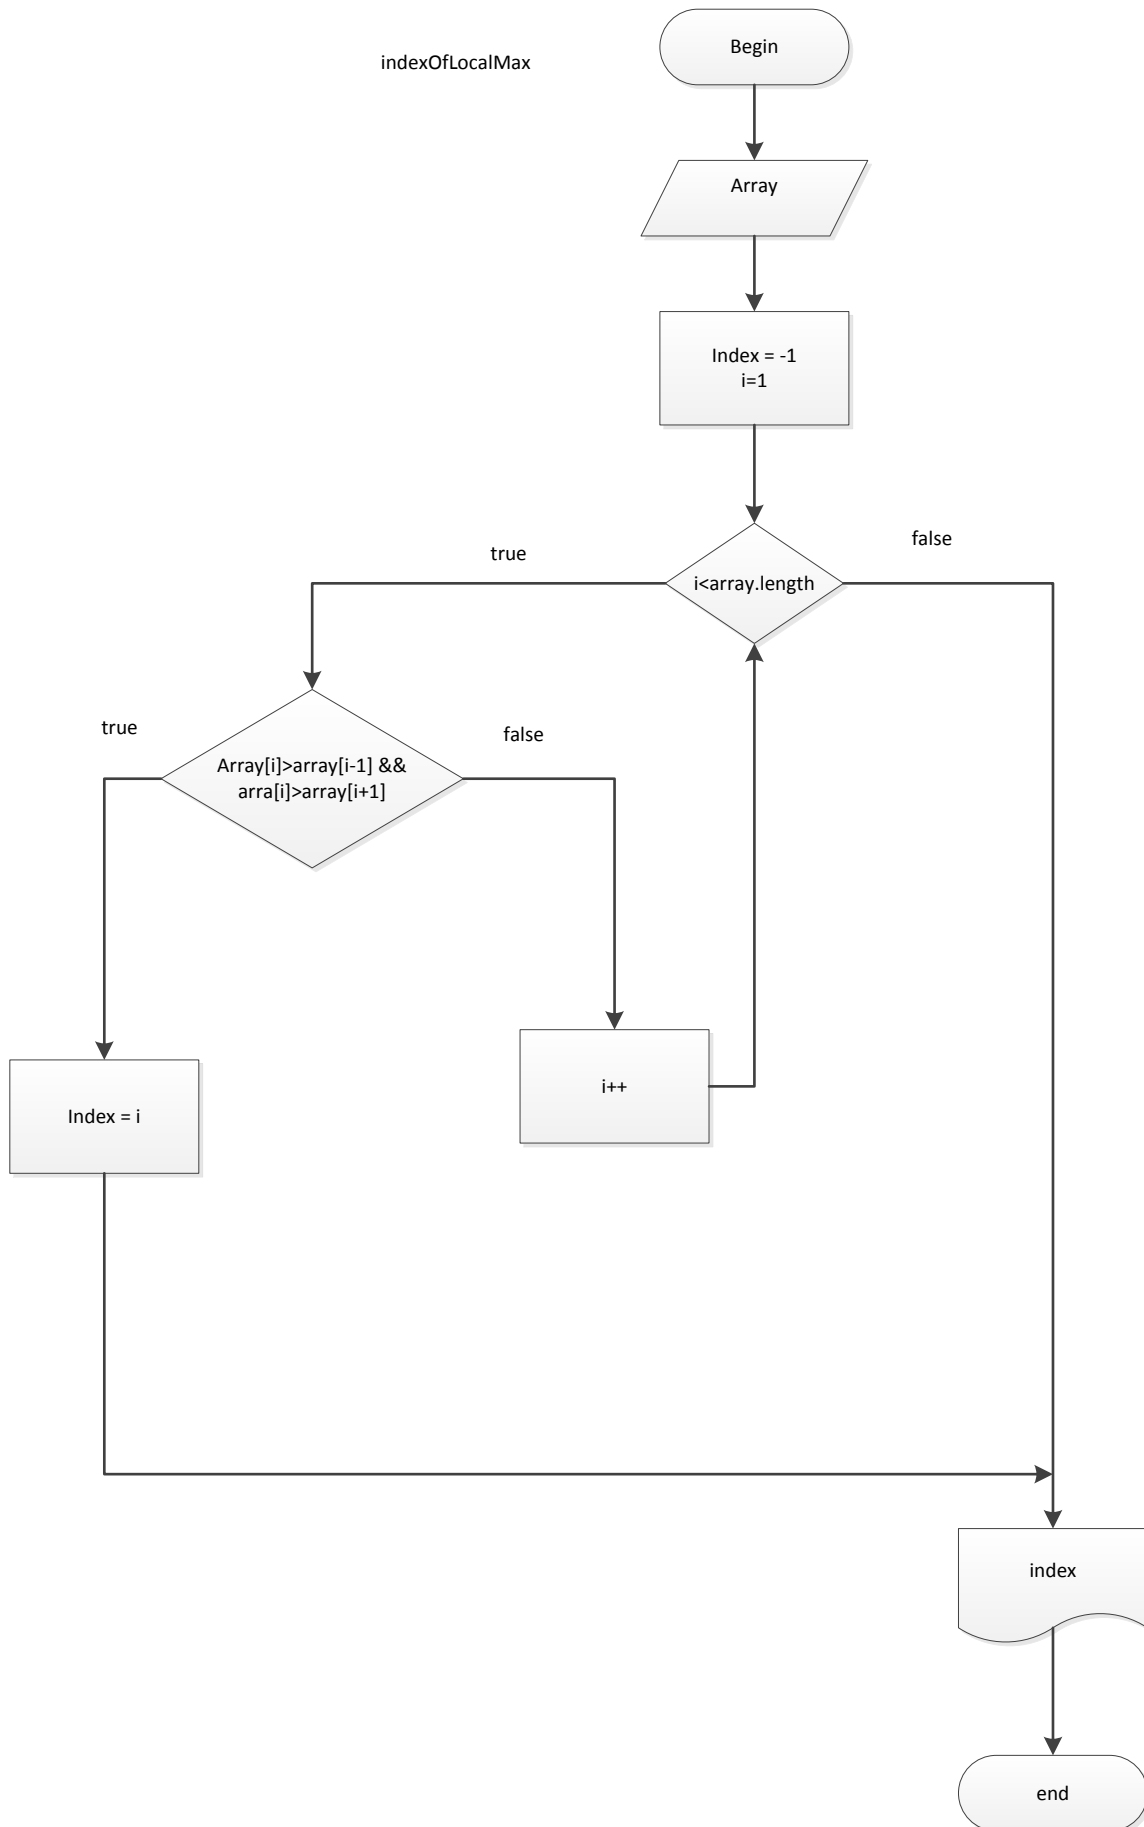 indexOfLocalMax
Begin
Array
Index = -1
i=1
i<array.length
true
false
Array[i]>array[i-1] &&
arra[i]>array[i+1]
true
false
Index = i
i++
index
end